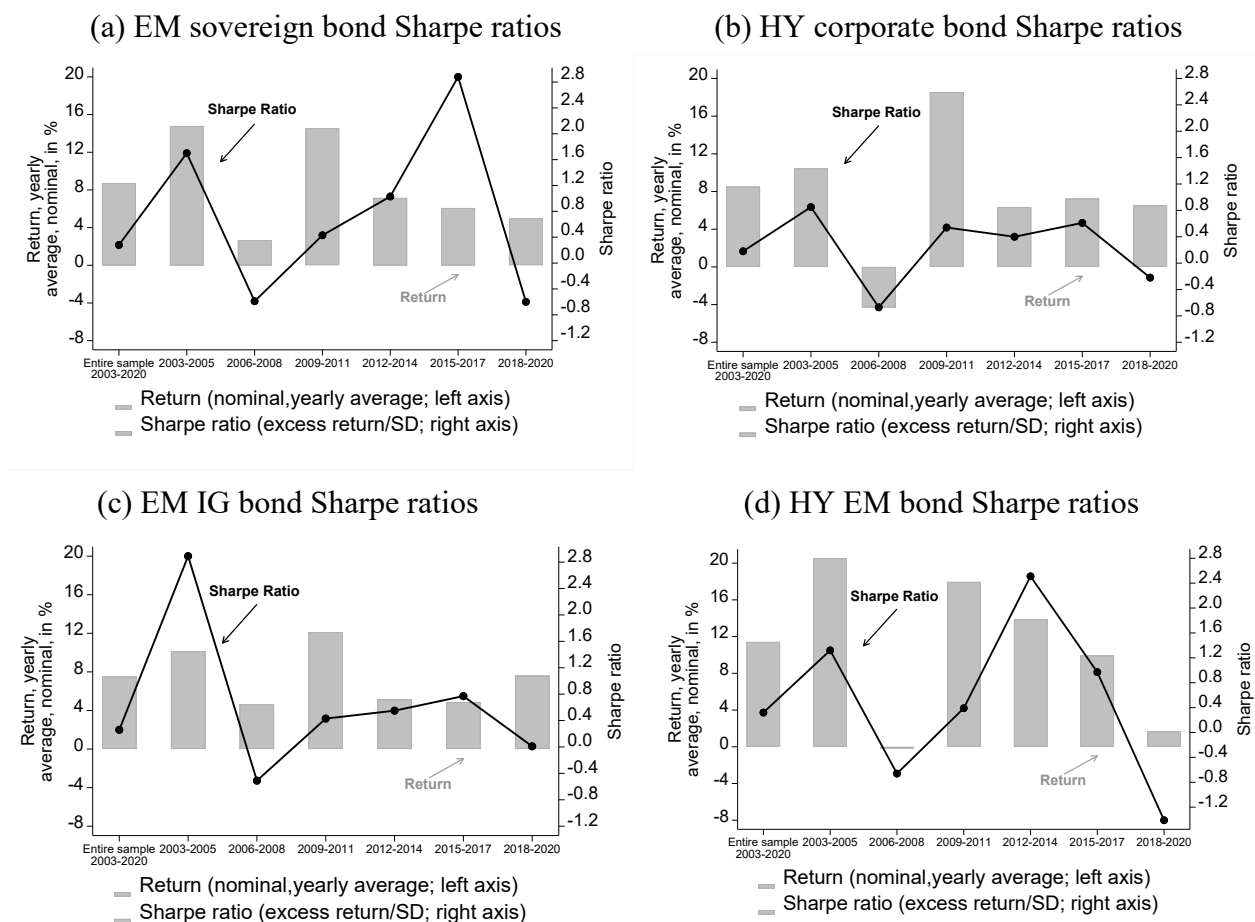 (a) EM sovereign bond Sharpe ratios
Return, yearly
average, nominal, in %
20
16
12
8
4
0
-4
-8
Sharpe Ratio
Return
2.8
2.4
2.0
1.6
1.2
0.8
0.4
0.0
-0.4
-0.8
-1.2
Sharpe ratio
Entire sample
2003-2020
2003-2005
2006-2008
2009-2011
2012-2014
2015-2017
2018-2020
Return (nominal,yearly average; left axis)
Sharpe ratio (excess return/SD; right axis)
(b) HY corporate bond Sharpe ratios
Return, yearly
average, nominal, in %
20
16
12
8
4
0
-4
-8
Sharpe Ratio
Return
2.8
2.4
2.0
1.6
1.2
0.8
0.4
0.0
-0.4
-0.8
-1.2
Sharpe ratio
Entire sample
2003-2020
2003-2005
2006-2008
2009-2011
2012-2014
2015-2017
2018-2020
Return (nominal,yearly average; left axis)
Sharpe ratio (excess return/SD; right axis)
(c) EM IG bond Sharpe ratios
Return, yearly
average, nominal, in %
20
16
12
8
4
0
-4
-8
Sharpe Ratio
Return
2.8
2.4
2.0
1.6
1.2
0.8
0.4
0.0
-0.4
-0.8
-1.2
Sharpe ratio
Entire sample
2003-2020
2003-2005
2006-2008
2009-2011
2012-2014
2015-2017
2018-2020
Return (nominal,yearly average; left axis)
Sharpe ratio (excess return/SD; right axis)
(d) HY EM bond Sharpe ratios
Return, yearly
average, nominal, in %
20
16
12
8
4
0
-4
-8
Sharpe Ratio
Return
2.8
2.4
2.0
1.6
1.2
0.8
0.4
0.0
-0.4
-0.8
-1.2
Sharpe ratio
Entire sample
2003-2020
2003-2005
2006-2008
2009-2011
2012-2014
2015-2017
2018-2020
Return (nominal,yearly average; left axis)
Sharpe ratio (excess return/SD; right axis)